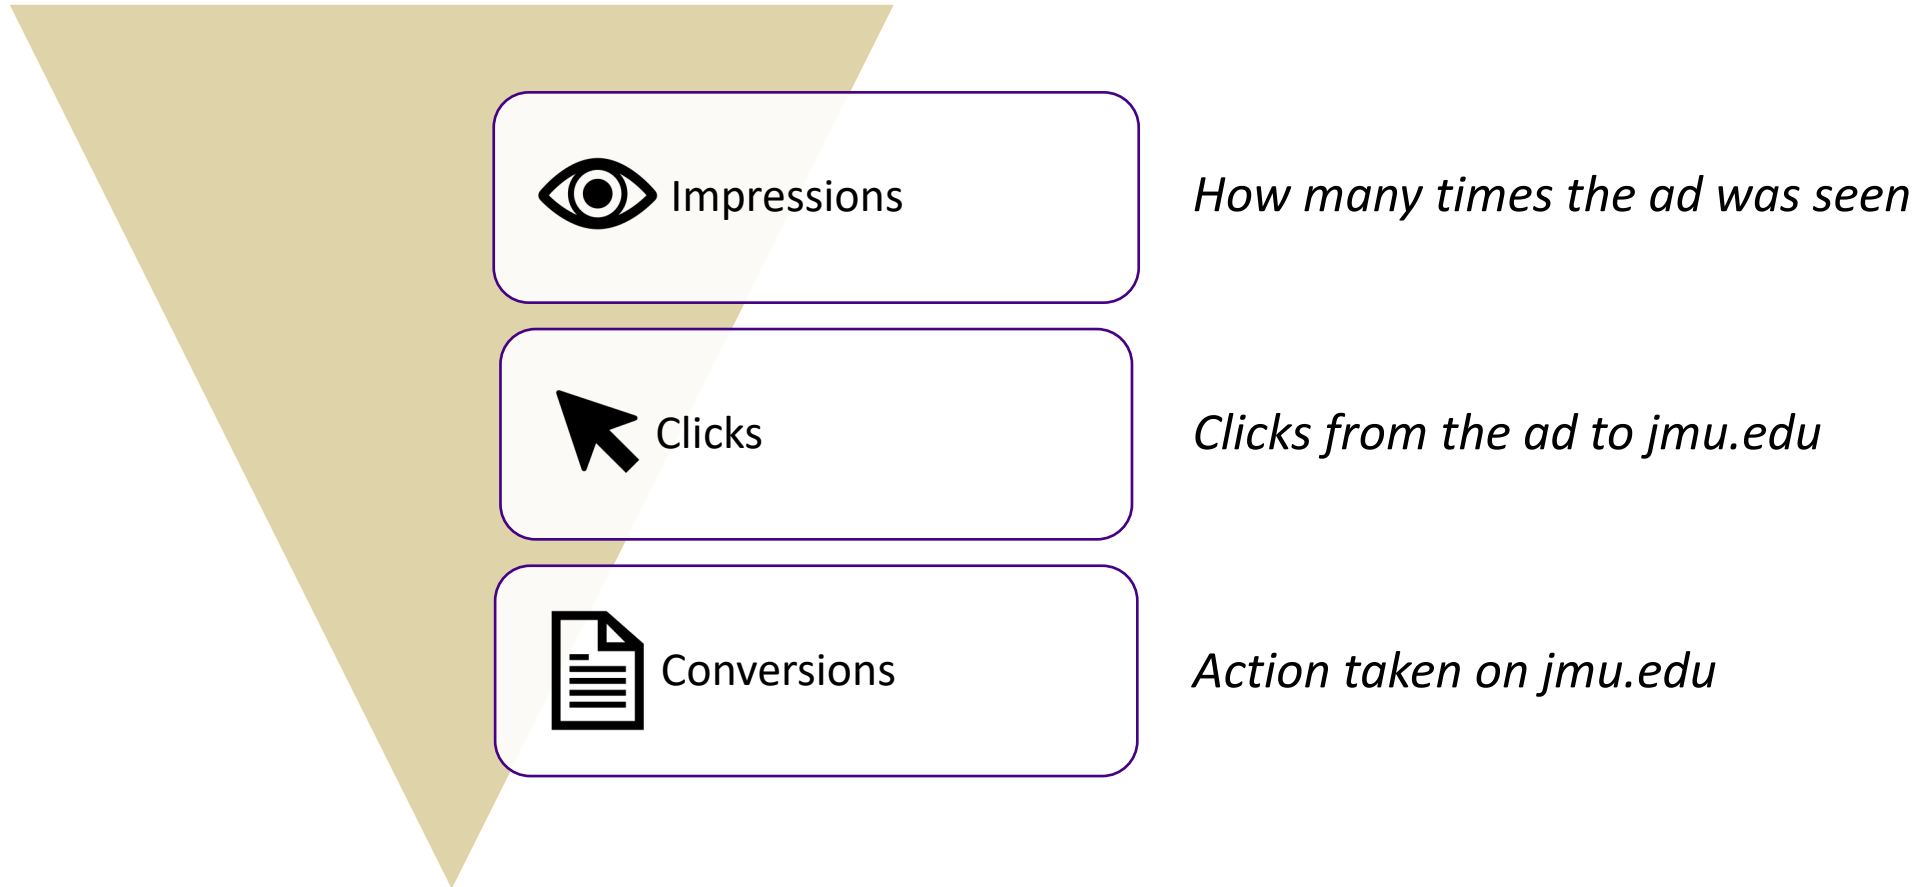 Impressions
How many times the ad was seen
Clicks
Clicks from the ad to jmu.edu
Conversions
Action taken on jmu.edu